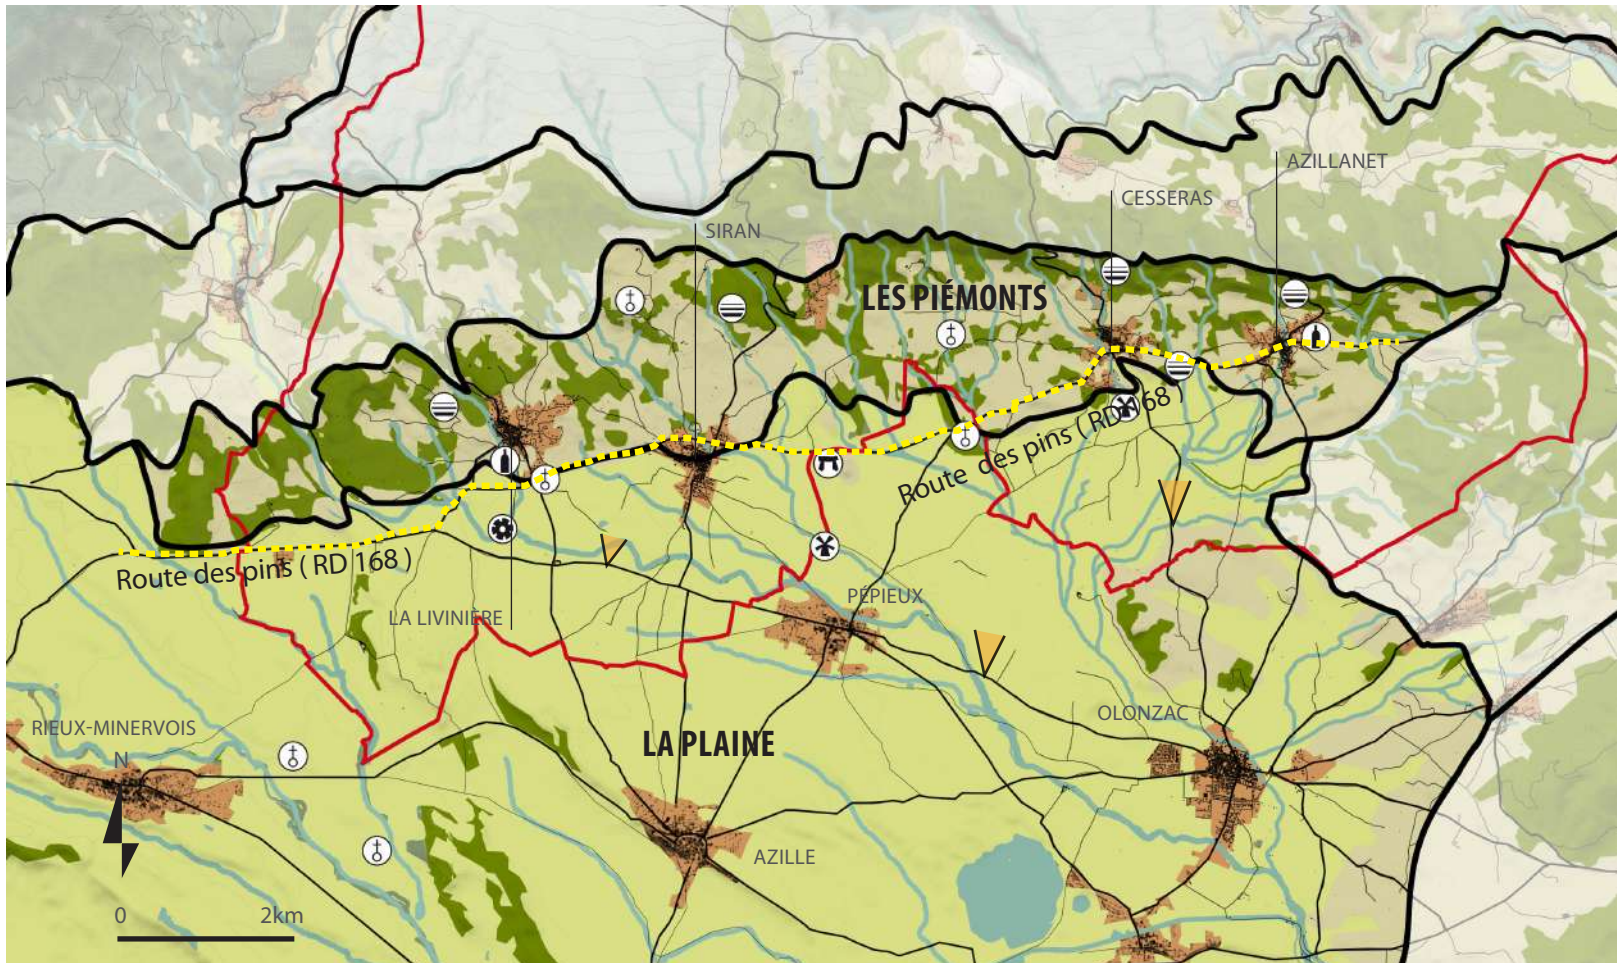 AZILLANET
CESSERAS
SIRAN
LES PIÉMONTS
Route des pins ( RD 168 )
Route des pins ( RD 168 )
LA LIVINIÈRE
PÉPIEUX
OLONZAC
RIEUX-MINERVOIS
N
LA PLAINE
AZILLE
0 2km